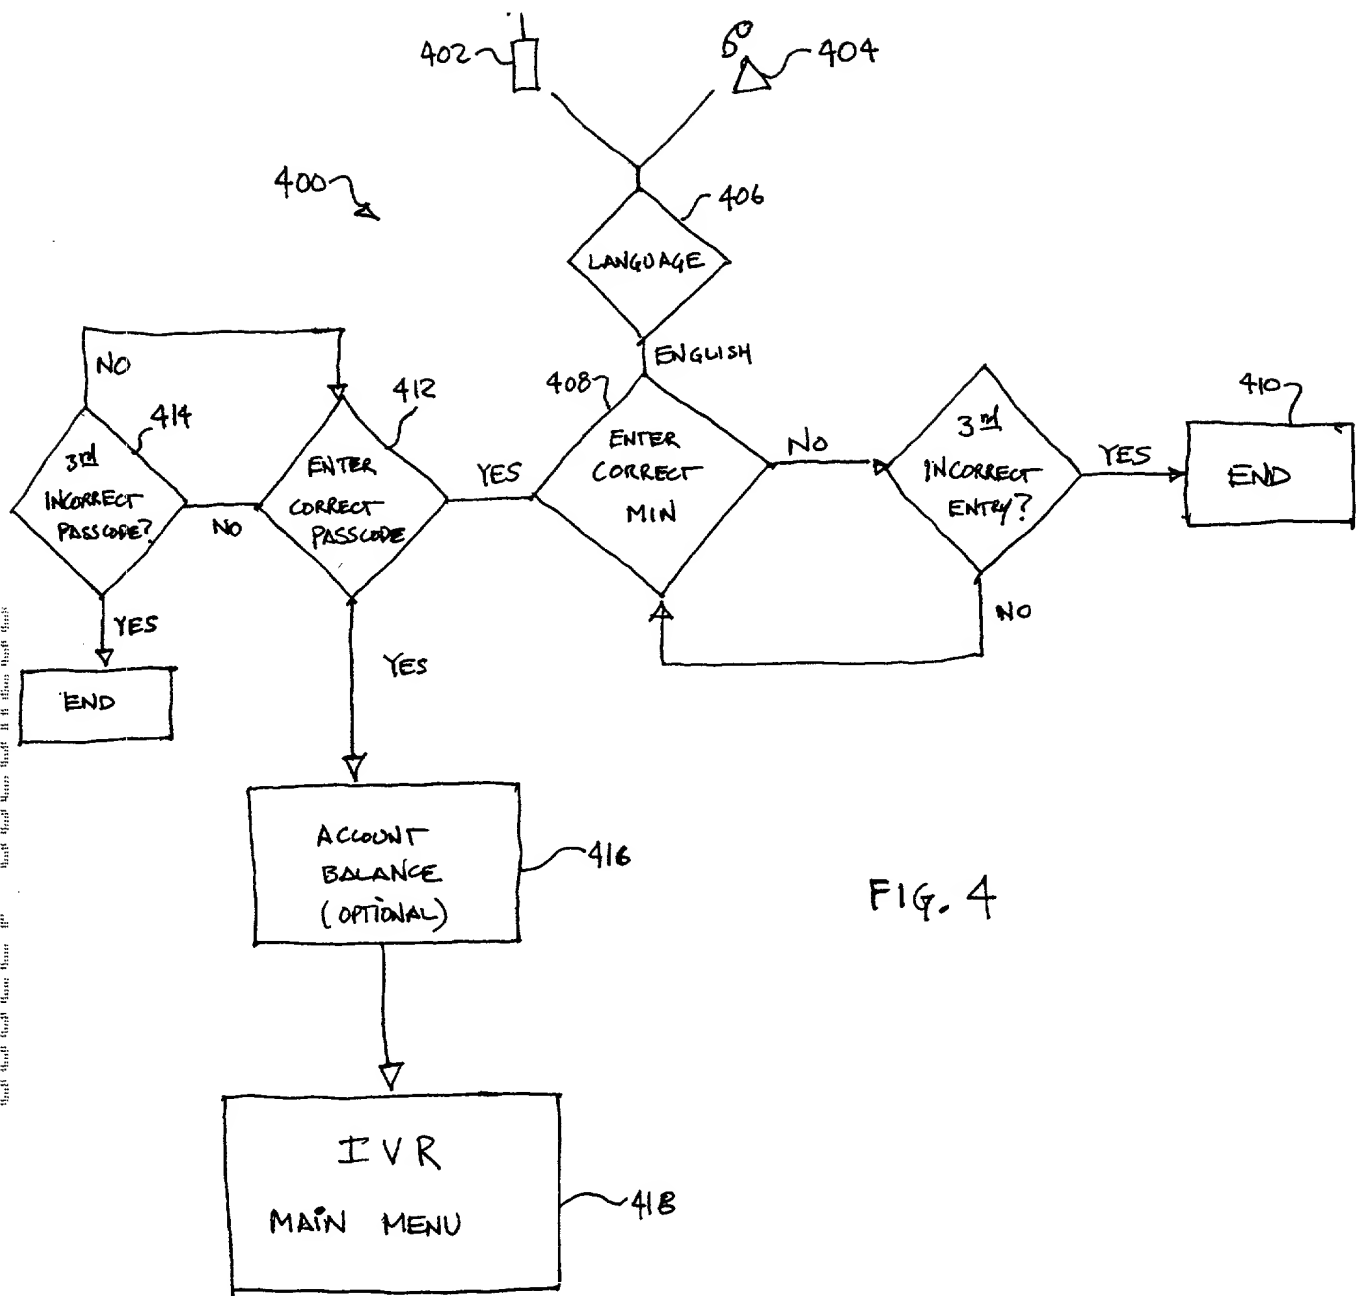 402
404
400
406
LANGUAGE
ENGLISH
NO
414
3rd
INCORRECT
PASSCODE?
NO
YES
END
412
ENTER
CORRECT
PASSCODE
YES
YES
408
ENTER
CORRECT
MIN
NO
3rd
INCORRECT
ENTRY?
YES
NO
410
END
ACCOUNT
BALANCE
(OPTIONAL)
416
FIG. 4
IVR
MAIN MENU
418